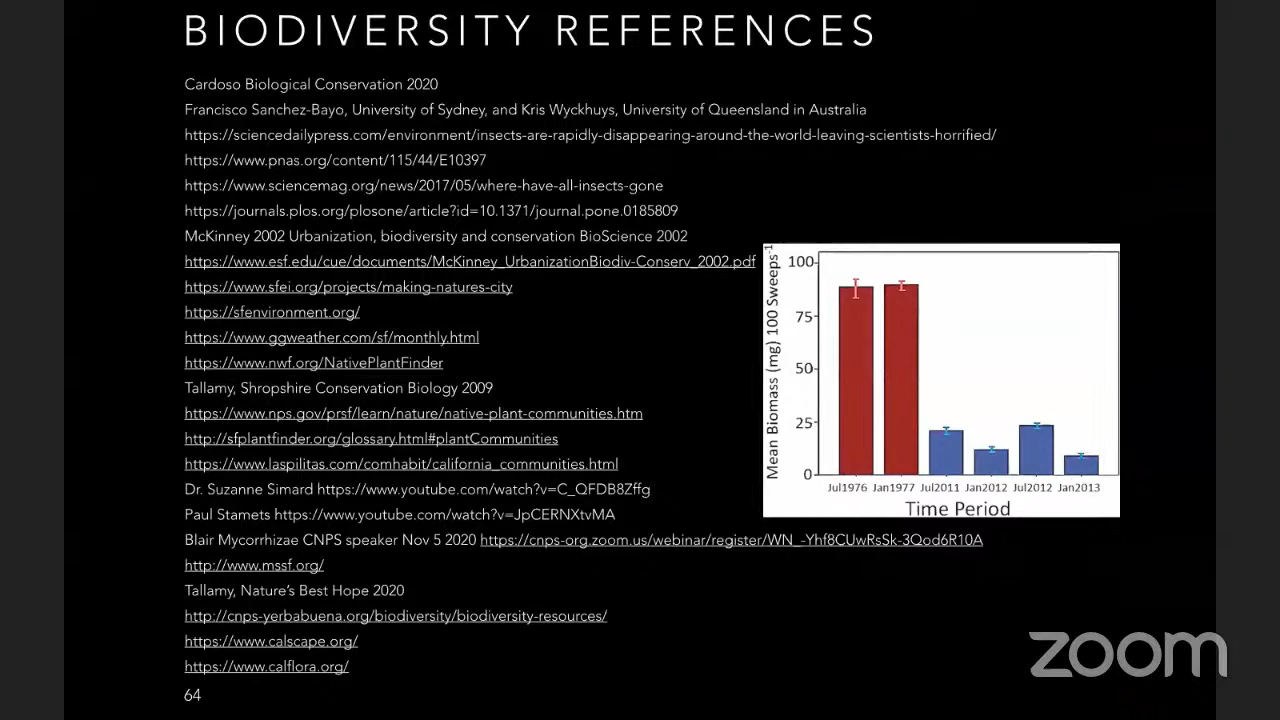 BIODIVERSITY REFERENCES
Cardoso Biological Conservation 2020
Francisco Sanchez-Bayo, University of Sydney, and Kris Wyckhuys, University of Queensland in Australia
https://sciencedailypress.com/environment/insects-are-rapidly-disappearing-around-the-world-leaving-scientists-horrified/
https://www.pnas.org/content/115/44/E10397
https://www.sciencemag.org/news/2017/05/where-have-all-insects-gone
https://journals.plos.org/plosone/article?id=10.1371/journal.pone.0185809
McKinney 2002 Urbanization, biodiversity and conservation BioScience 2002
https://www.esf.edu/cue/documents/McKinney_UrbanizationBiodiv-Conserv_2002.pdf
https://www.sfei.org/projects/making-natures-city
https://sfenvironment.org/
https://www.ggweather.com/sf/monthly.html
https://www.nwf.org/NativePlantFinder
Tallamy, Shropshire Conservation Biology 2009
https://www.nps.gov/prsf/learn/nature/native-plant-communities.htm
http://sfplantfinder.org/glossary.html#plantCommunities
https://www.laspilitas.com/comhabit/california_communities.html
Dr. Suzanne Simard https://www.youtube.com/watch?v=C_QFDB8Zffg
Paul Stamets https://www.youtube.com/watch?v=JpCERNXtvMA
Blair Mycorrhizae CNPS speaker Nov 5 2020 https://cnps-org.zoom.us/webinar/register/WN_-Yhf8CUwRsSk-3Qod6R10A
http://www.mssf.org/
Tallamy, Nature's Best Hope 2020
http://cnps-yerbabuena.org/biodiversity/biodiversity-resources/
https://www.calscape.org/
https://www.calflora.org/
64
Mean Biomass (mg) 100 Sweeps-1
100
75
50
25
0
Jul1976 Jan1977 Jul2011 Jan2012 Jul2012 Jan2013
Time Period
zoom